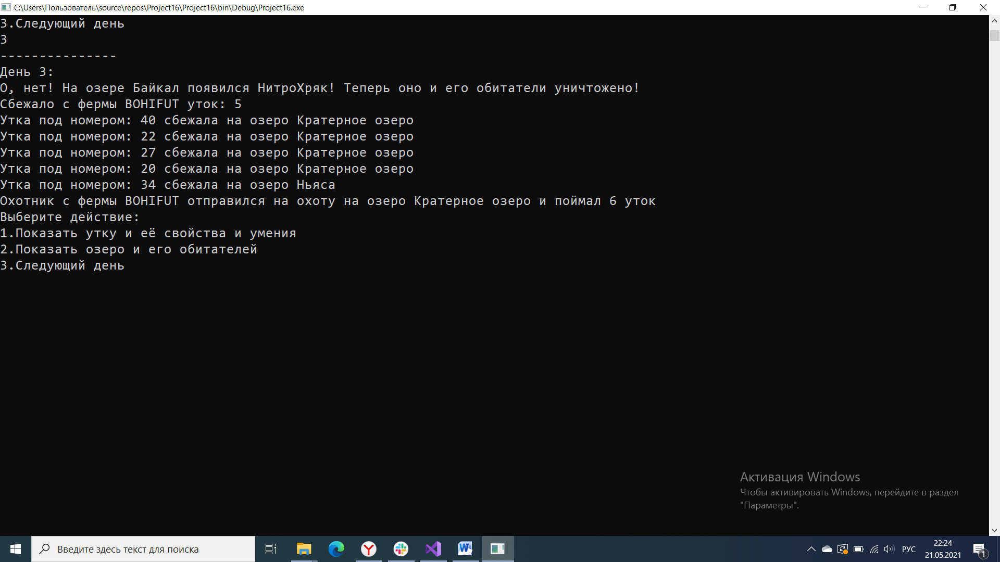 C:\Users\Пользователь\source\repos\Project16\Project16\bin\Debug\Project16.exe
3.Следующий день
3
---------------
День 3:
О, нет! На озере Байкал появился НитроХряк! Теперь оно и его обитатели уничтожено!
Сбежало с фермы BOHIFUT уток: 5
Утка под номером: 40 сбежала на озеро Кратерное озеро
Утка под номером: 22 сбежала на озеро Кратерное озеро
Утка под номером: 27 сбежала на озеро Кратерное озеро
Утка под номером: 20 сбежала на озеро Кратерное озеро
Утка под номером: 34 сбежала на озеро Ньяса
Охотник с фермы BOHIFUT отправился на охоту на озеро Кратерное озеро и поймал 6 уток
Выберите действие:
1.Показать утку и её свойства и умения
2.Показать озеро и его обитателей
3.Следующий день
Активация Windows
Чтобы активировать Windows, перейдите в раздел
"Параметры".
Введите здесь текст для поиска
РУС
22:24
21.05.2021
1